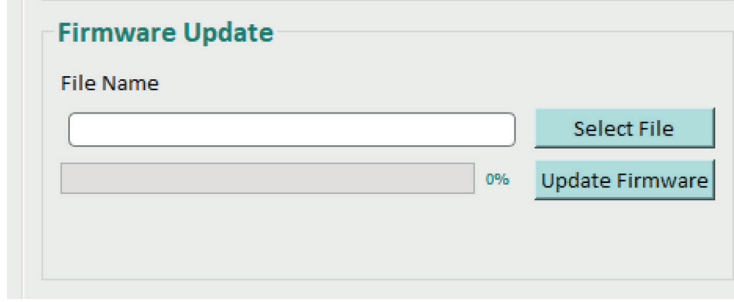 Firmware Update
File Name
Select File
0% Update Firmware